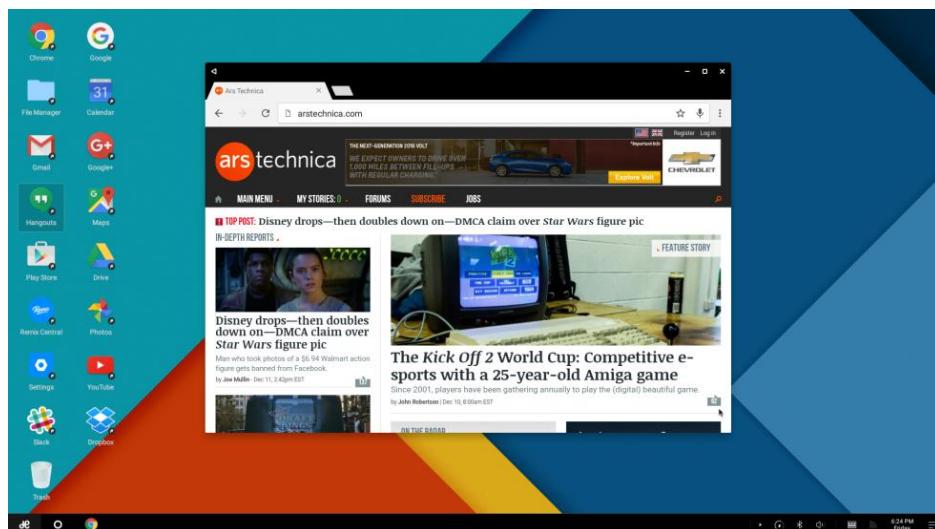 Chrome
Google
File Manager
31
Calendar
Gmail
G+
Google+
Hangouts
Maps
Play Store
Drive
Remix
Remix Central
Photos
Settings
YouTube
Slack
Dropbox
Trash
Ars Technica
arstechnica.com
Register Log in
ars technica
THE NEXT-GENERATION 2016 VOLT
WE EXPECT OWNERS TO DRIVE OVER
1,000 MILES BETWEEN FILL-UPS
WITH REGULAR CHARGING.
Explore Volt
CHEVROLET
MAIN MENU
MY STORIES: 0
FORUMS
SUBSCRIBE
JOBS
TOP POST: Disney drops—then doubles down on—DMCA claim over Star Wars figure pic
IN-DEPTH REPORTS
Disney drops—then doubles
down on—DMCA claim over
Star Wars figure pic
Man who took photos of a $6.94 Walmart action
figure gets banned from Facebook.
by Joe Mullin - Dec 11, 2:42pm EST
FEATURE STORY
The Kick Off 2 World Cup: Competitive e-
sports with a 25-year-old Amiga game
Since 2001, players have been gathering annually to play the (digital) beautiful game.
by John Robertson | Dec 10, 8:00am EST
ON THE RADAR
6:24 PM
Friday